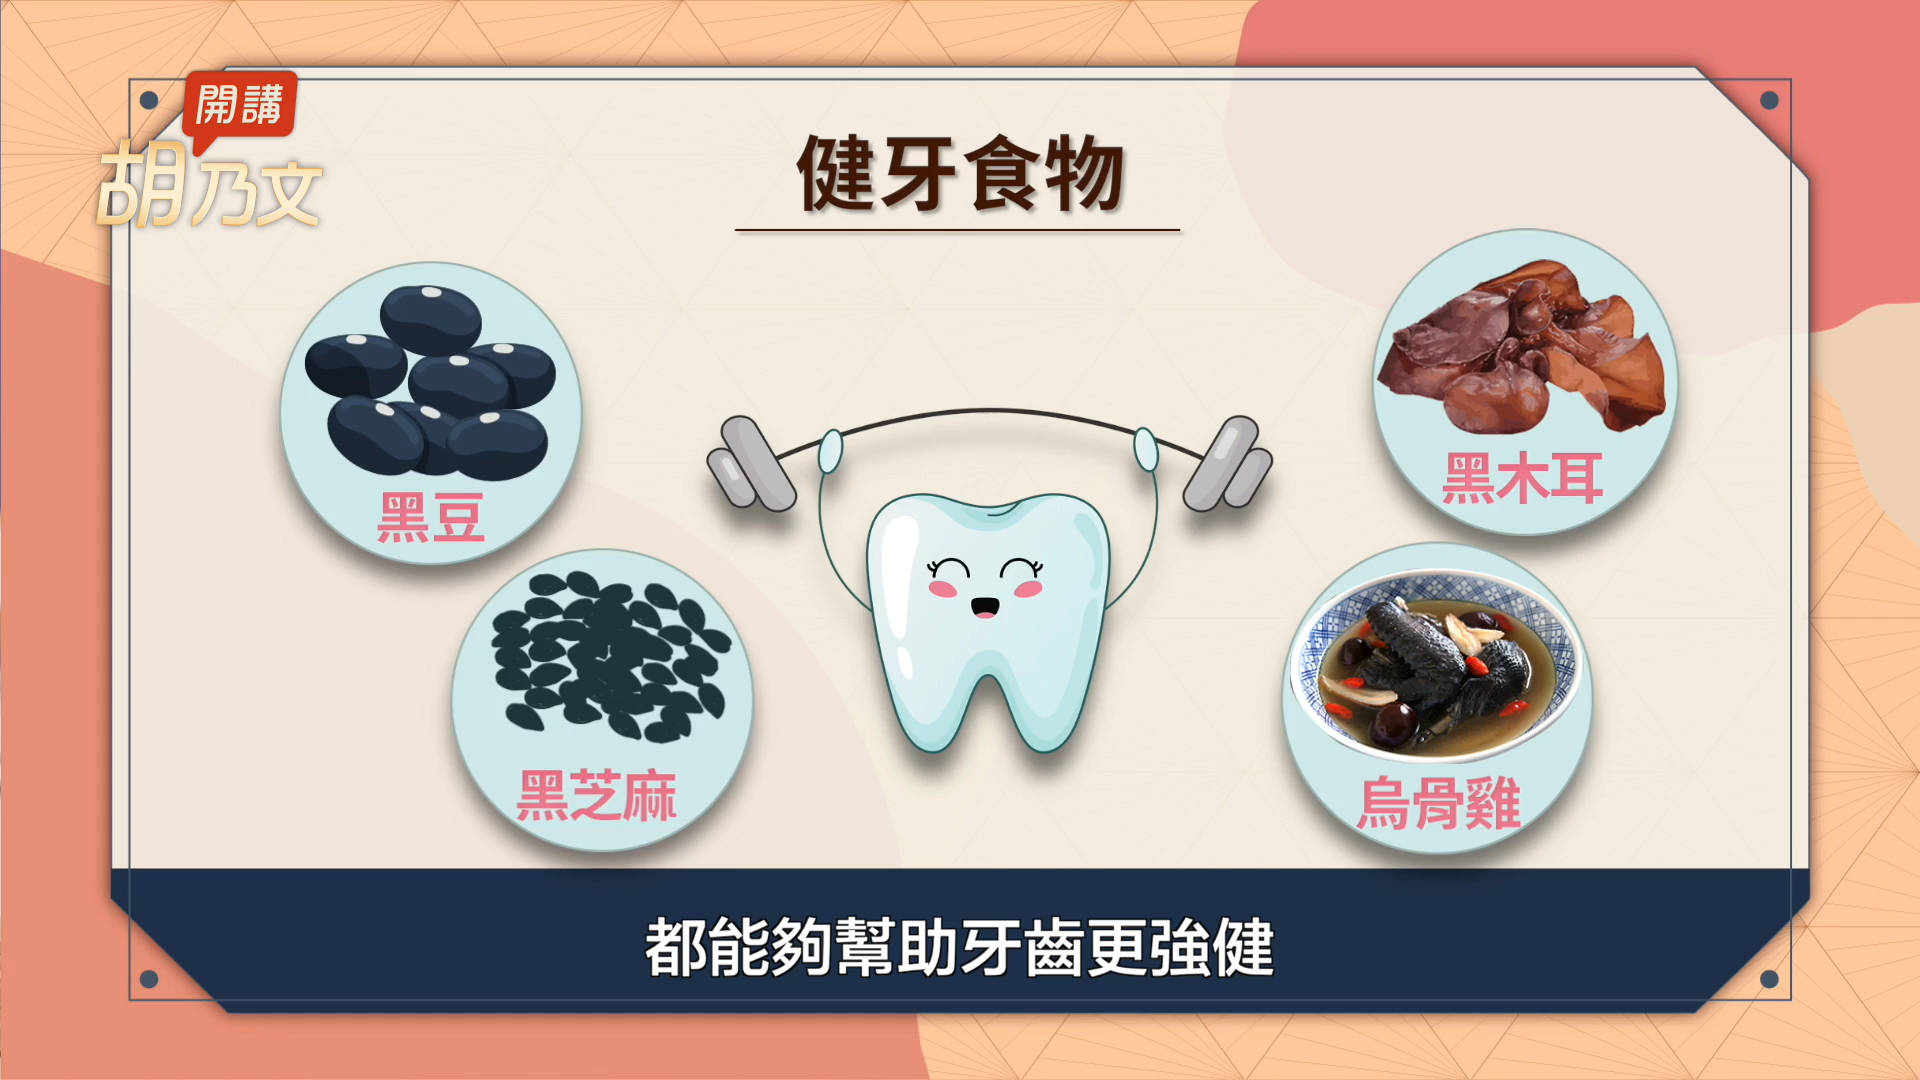 開講
胡乃文
健牙食物
黑豆
黑芝麻
黑木耳
烏骨雞
都能夠幫助牙齒更強健